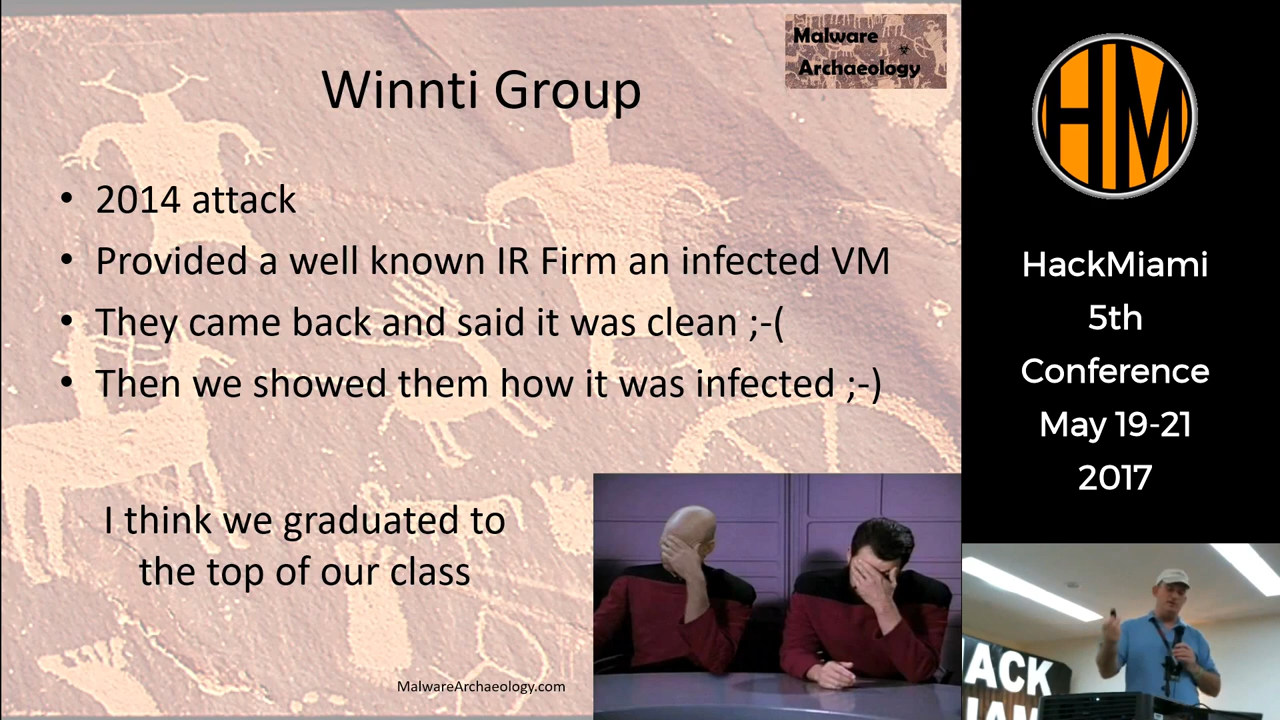 Malware
Archaeology
Winnti Group
• 2014 attack
• Provided a well known IR Firm an infected VM
• They came back and said it was clean ;-(
• Then we showed them how it was infected ;-)
I think we graduated to
the top of our class
MalwareArchaeology.com
HM
HackMiami
5th
Conference
May 19-21
2017
ACK
IAM